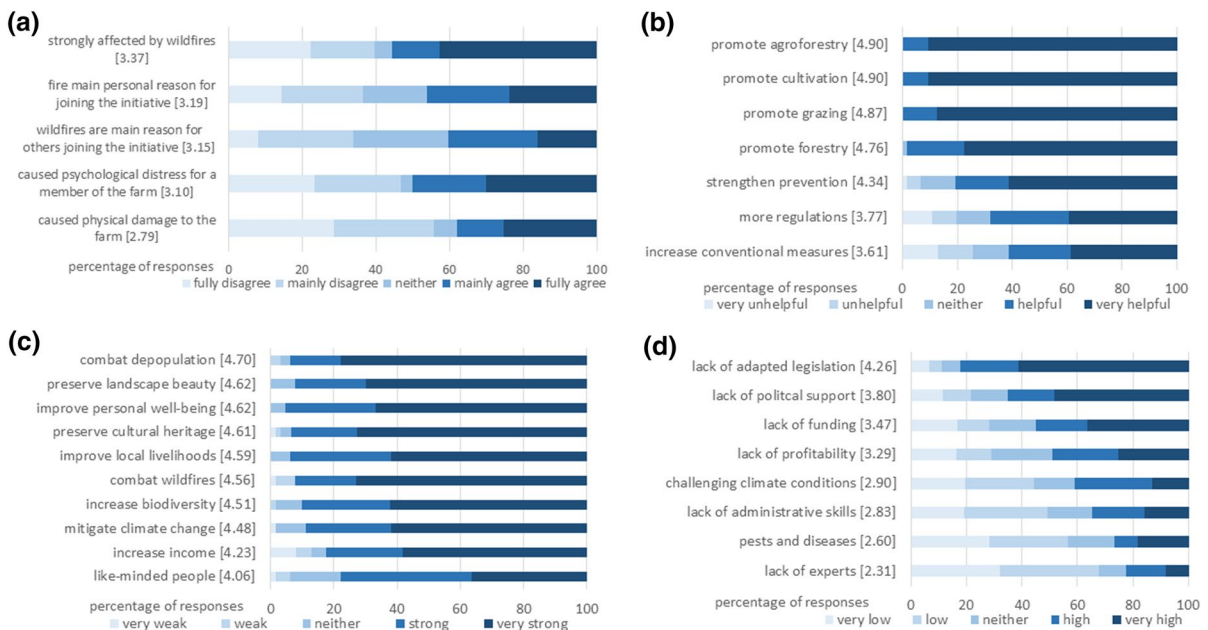 (a)
strongly affected by wildfires
[3.37]
fire main personal reason for
joining the initiative [3.19]
wildfires are main reason for
others joining the initiative [3.15]
caused psychological distress for a
member of the farm [3.10]
caused physical damage to the
farm [2.79]
percentage of responses 0 20 40 60 80 100
fully disagree mainly disagree neither mainly agree fully agree
(b)
promote agroforestry [4.90]
promote cultivation [4.90]
promote grazing [4.87]
promote forestry [4.76]
strengthen prevention [4.34]
more regulations [3.77]
increase conventional measures [3.61]
percentage of responses 0 20 40 60 80 100
very unhelpful unhelpful neither helpful very helpful
(c)
combat depopulation [4.70]
preserve landscape beauty [4.62]
improve personal well-being [4.62]
preserve cultural heritage [4.61]
improve local livelihoods [4.59]
combat wildfires [4.56]
increase biodiversity [4.51]
mitigate climate change [4.48]
increase income [4.23]
like-minded people [4.06]
percentage of responses 0 20 40 60 80 100
very weak weak neither strong very strong
(d)
lack of adapted legislation [4.26]
lack of politcal support [3.80]
lack of funding [3.47]
lack of profitability [3.29]
challenging climate conditions [2.90]
lack of administrative skills [2.83]
pests and diseases [2.60]
lack of experts [2.31]
percentage of responses 0 20 40 60 80 100
very low low neither high very high